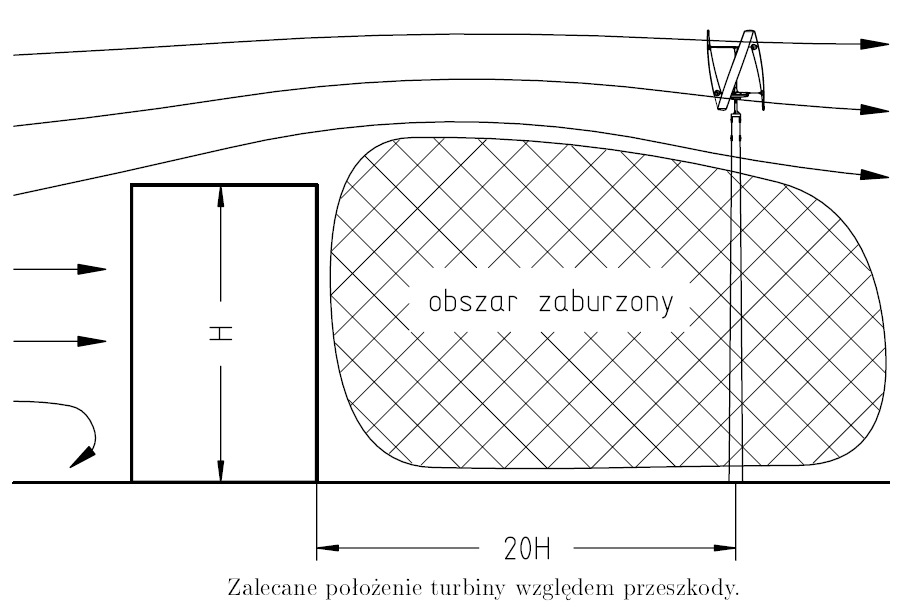 obszar zaburzony
H
20H
Zalecane położenie turbiny względem przeszkody.